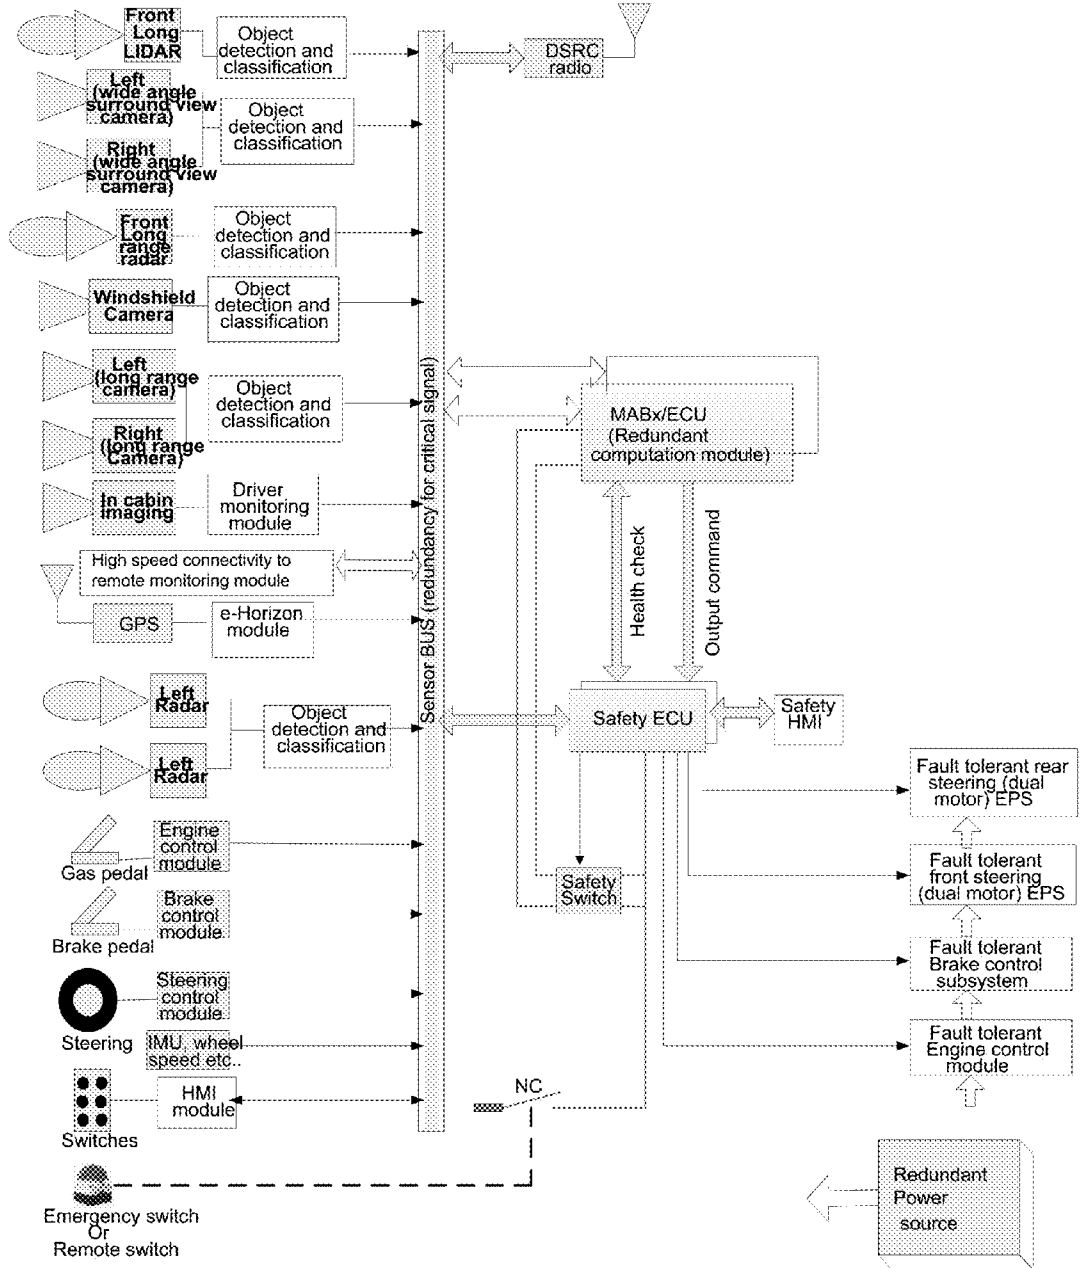 Front
Long
LIDAR
Object
detection and
classification
DSRC
radio
Left
(wide angle
surround view
camera)
Object
detection and
classification
Right
(wide angle
surround view
camera)
Front
Long
range
radar
Object
detection and
classification
Windshield
Camera
Object
detection and
classification
Left
(long range
camera)
Object
detection and
classification
Right
(long range
Camera)
Sensor BUS (redundancy for critical signal)
MABx/ECU
(Redundant
computation module)
In cabin
imaging
Driver
monitoring
module
High speed connectivity to
remote monitoring module
GPS
e-Horizon
module
Health check
Output command
Left
Radar
Object
detection and
classification
Left
Radar
Safety ECU
Safety
HMI
Fault tolerant rear
steering (dual
motor) EPS
Engine
control
module
Gas pedal
Fault tolerant
front steering
(dual motor) EPS
Safety
Switch
Brake
control
module
Brake pedal
Fault tolerant
Brake control
subsystem
Steering
control
module
Steering
IMU, wheel
speed etc..
Fault tolerant
Engine control
module
HMI
module
Switches
NC
Emergency switch
Or
Remote switch
Redundant
Power
source